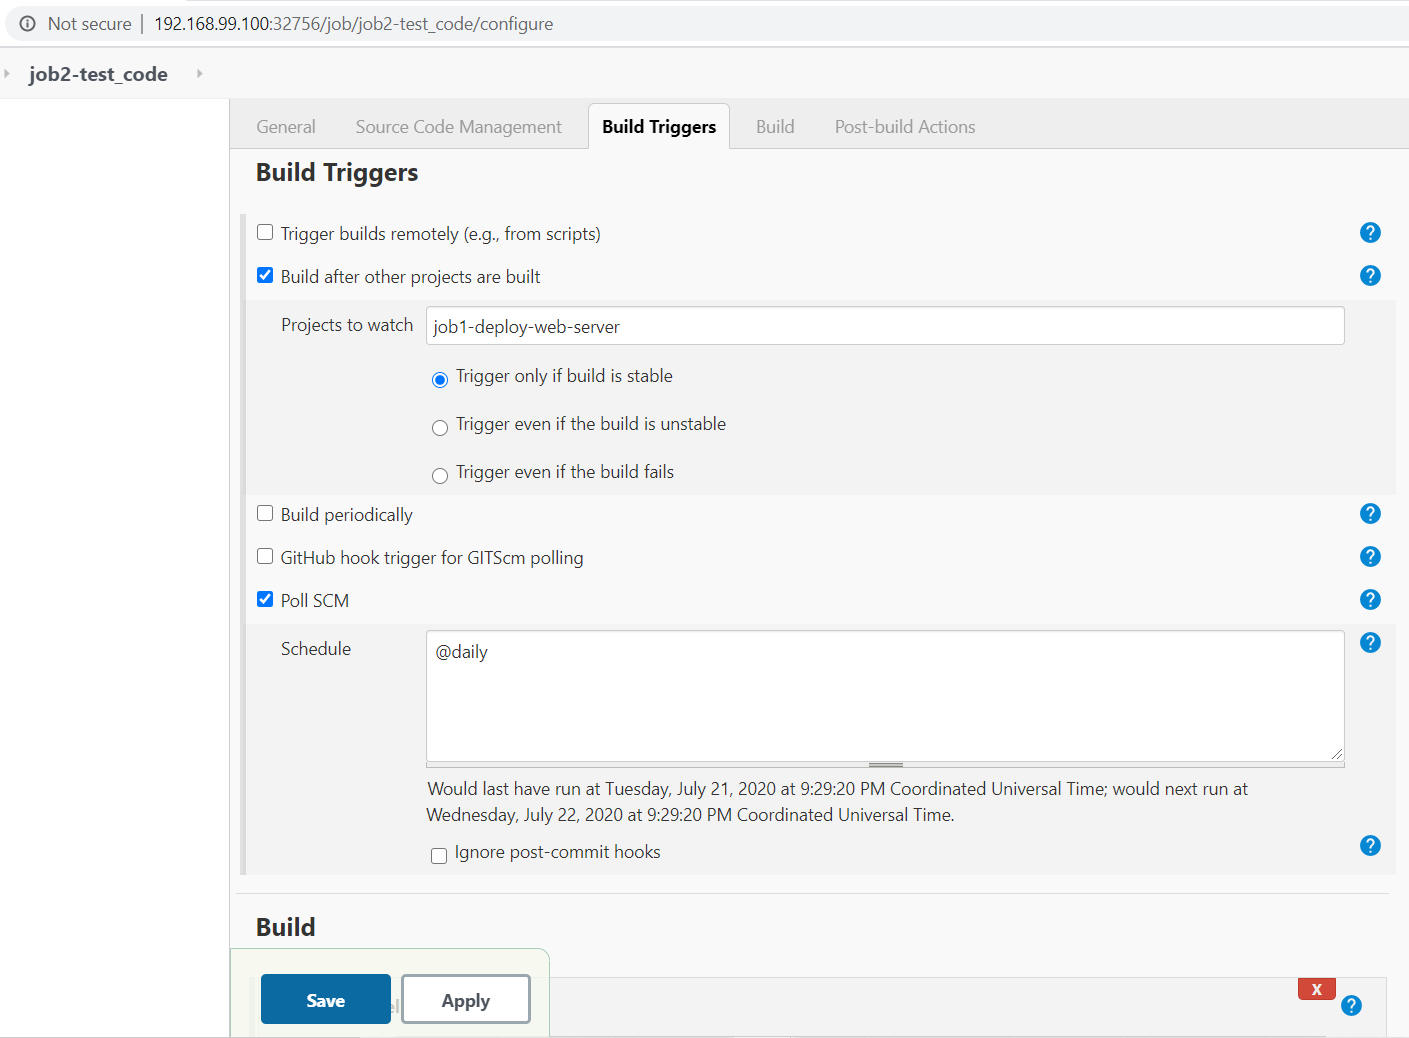 Not secure | 192.168.99.100:32756/job/job2-test_code/configure
job2-test_code
General Source Code Management Build Triggers Build Post-build Actions
Build Triggers
Trigger builds remotely (e.g., from scripts) ?
Build after other projects are built ?
Projects to watch job1-deploy-web-server
Trigger only if build is stable
Trigger even if the build is unstable
Trigger even if the build fails
Build periodically ?
GitHub hook trigger for GITScm polling ?
Poll SCM ?
Schedule @daily ?
Would last have run at Tuesday, July 21, 2020 at 9:29:20 PM Coordinated Universal Time; would next run at
Wednesday, July 22, 2020 at 9:29:20 PM Coordinated Universal Time.
Ignore post-commit hooks ?
Build
Save Apply X ?